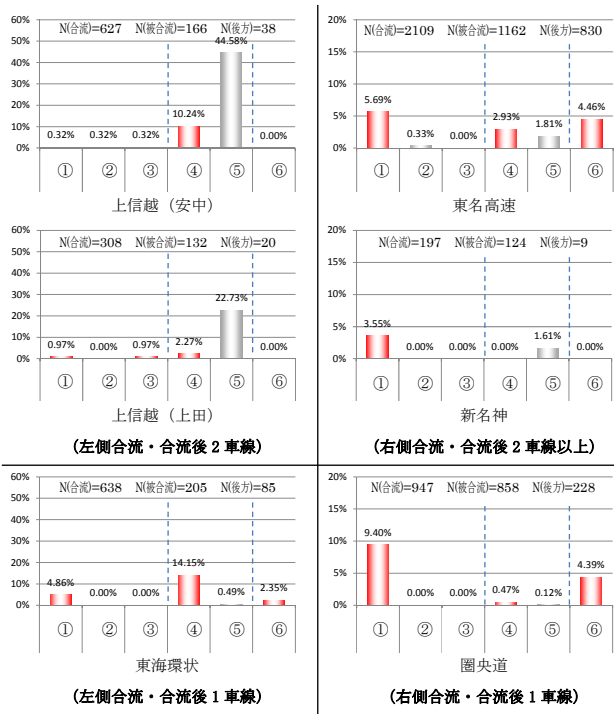 60%
50%
40%
30%
20%
10%
0%
N(合流)=627 N(被合流)=166 N(後方)=38
0.32% 0.32% 0.32% 10.24% 44.58% 0.00%
① ② ③ ④ ⑤ ⑥
上信越（安中）
20%
15%
10%
5%
0%
N(合流)=2109 N(被合流)=1162 N(後方)=830
5.69% 0.33% 0.00% 2.93% 1.81% 4.46%
① ② ③ ④ ⑤ ⑥
東名高速
60%
50%
40%
30%
20%
10%
0%
N(合流)=308 N(被合流)=132 N(後方)=20
0.97% 0.00% 0.97% 2.27% 22.73% 0.00%
① ② ③ ④ ⑤ ⑥
上信越（上田）
(左側合流・合流後 2 車線)
20%
15%
10%
5%
0%
N(合流)=197 N(被合流)=124 N(後方)=9
3.55% 0.00% 0.00% 0.00% 1.61% 0.00%
① ② ③ ④ ⑤ ⑥
新名神
(右側合流・合流後 2 車線以上)
60%
50%
40%
30%
20%
10%
0%
N(合流)=638 N(被合流)=205 N(後方)=85
4.86% 0.00% 0.00% 14.15% 0.49% 2.35%
① ② ③ ④ ⑤ ⑥
東海環状
(左側合流・合流後 1 車線)
20%
15%
10%
5%
0%
N(合流)=947 N(被合流)=858 N(後方)=228
9.40% 0.00% 0.00% 0.47% 0.12% 4.39%
① ② ③ ④ ⑤ ⑥
圏央道
(右側合流・合流後 1 車線)